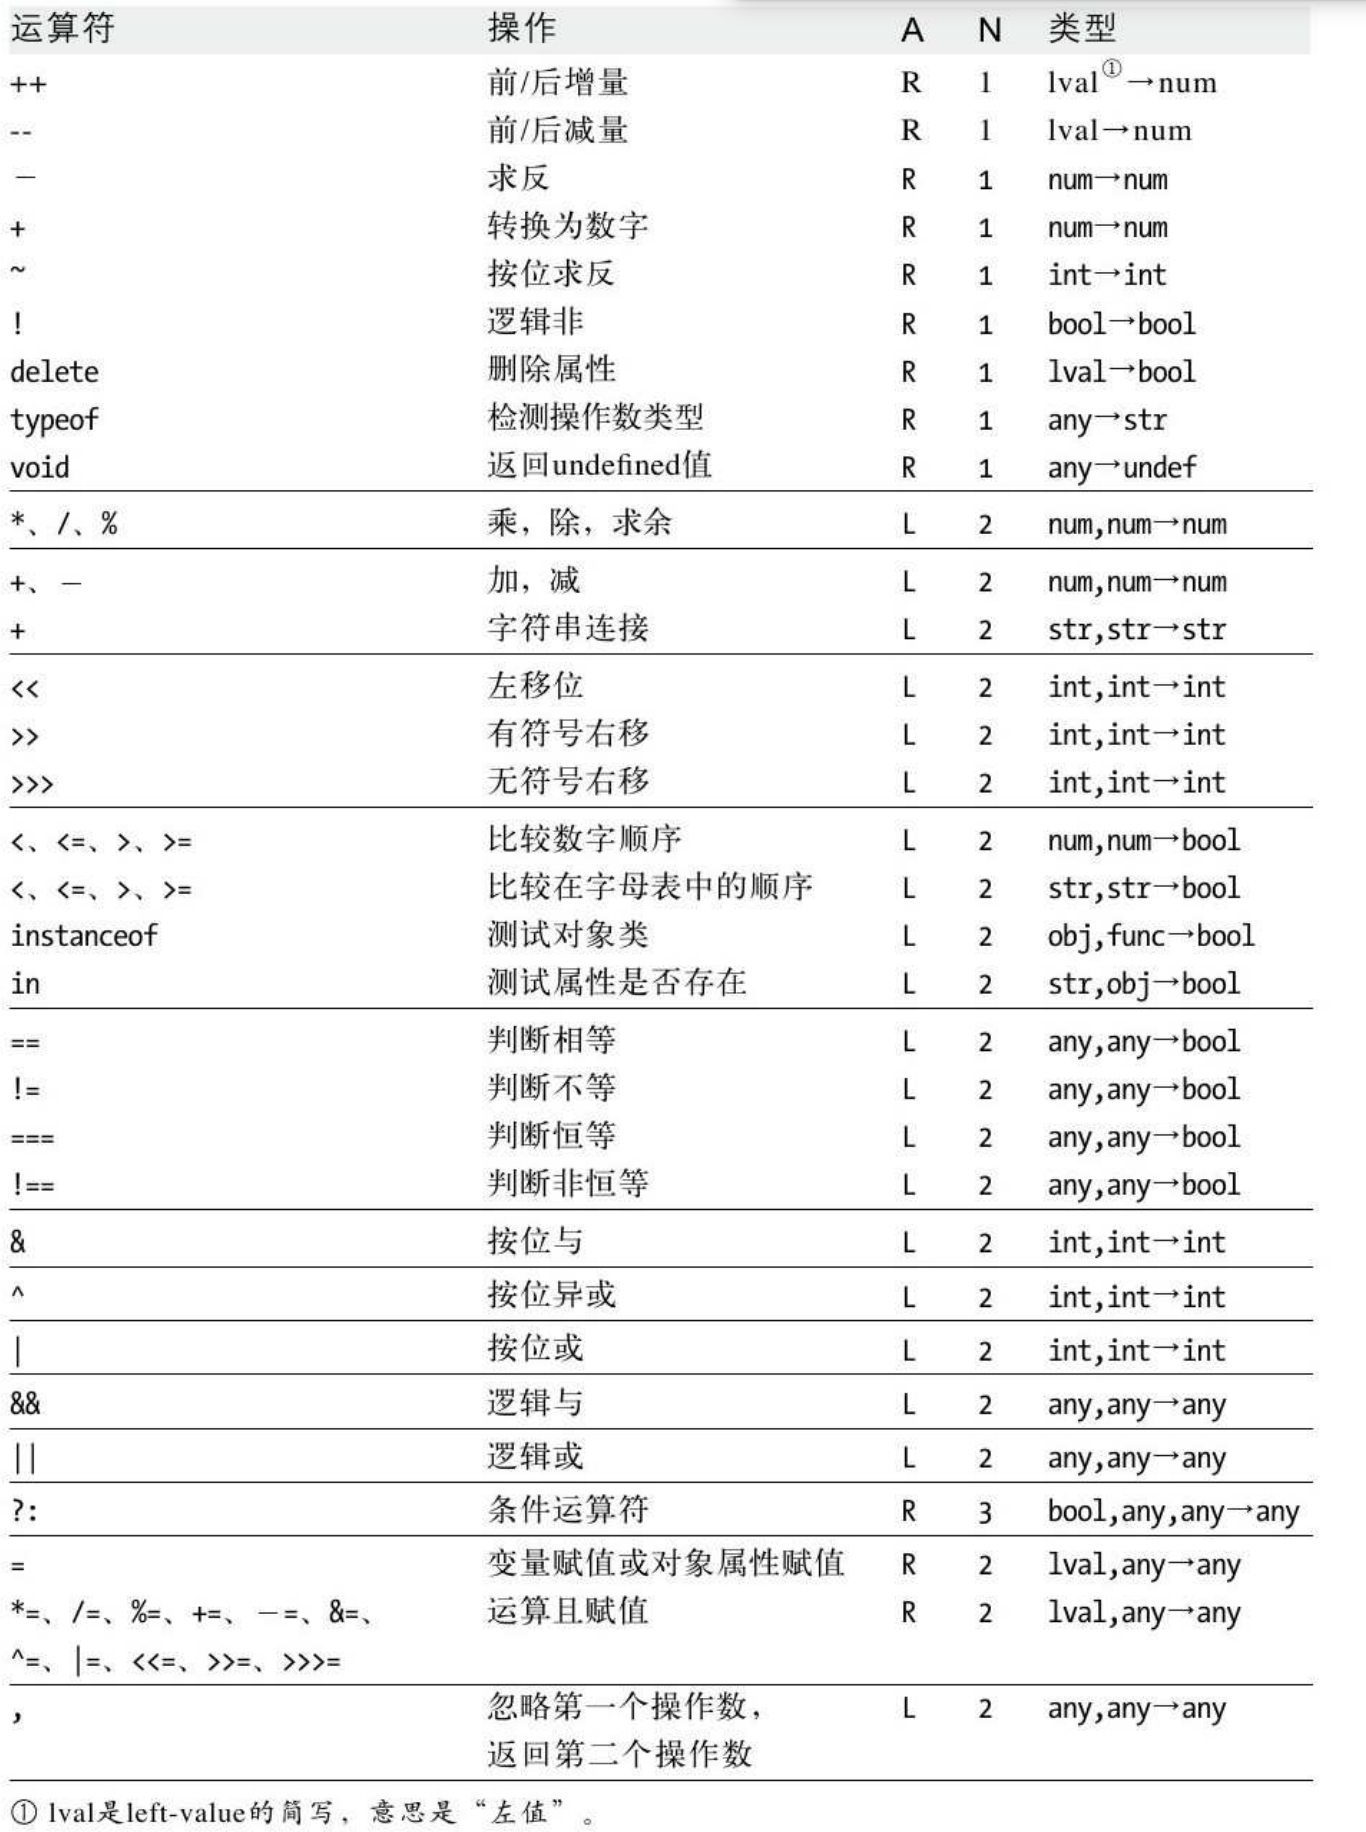 运算符 操作 A N 类型
++ 前/后增量 R 1 lval①→num
-- 前/后减量 R 1 lval→num
− 求反 R 1 num→num
+ 转换为数字 R 1 num→num
~ 按位求反 R 1 int→int
! 逻辑非 R 1 bool→bool
delete 删除属性 R 1 lval→bool
typeof 检测操作数类型 R 1 any→str
void 返回undefined值 R 1 any→undef
*、/、% 乘，除，求余 L 2 num,num→num
+、− 加，减 L 2 num,num→num
+ 字符串连接 L 2 str,str→str
<< 左移位 L 2 int,int→int
>> 有符号右移 L 2 int,int→int
>>> 无符号右移 L 2 int,int→int
<、<=、>、>= 比较数字顺序 L 2 num,num→bool
<、<=、>、>= 比较在字母表中的顺序 L 2 str,str→bool
instanceof 测试对象类 L 2 obj,func→bool
in 测试属性是否存在 L 2 str,obj→bool
== 判断相等 L 2 any,any→bool
!= 判断不等 L 2 any,any→bool
=== 判断恒等 L 2 any,any→bool
!== 判断非恒等 L 2 any,any→bool
& 按位与 L 2 int,int→int
^ 按位异或 L 2 int,int→int
| 按位或 L 2 int,int→int
&& 逻辑与 L 2 any,any→any
|| 逻辑或 L 2 any,any→any
?: 条件运算符 R 3 bool,any,any→any
= 变量赋值或对象属性赋值 R 2 lval,any→any
*=、/=、%=、+=、−=、&=、 运算且赋值 R 2 lval,any→any
^=、|=、<<=、>>=、>>>=
, 忽略第一个操作数， L 2 any,any→any
返回第二个操作数
① lval是left-value的简写，意思是“左值”。